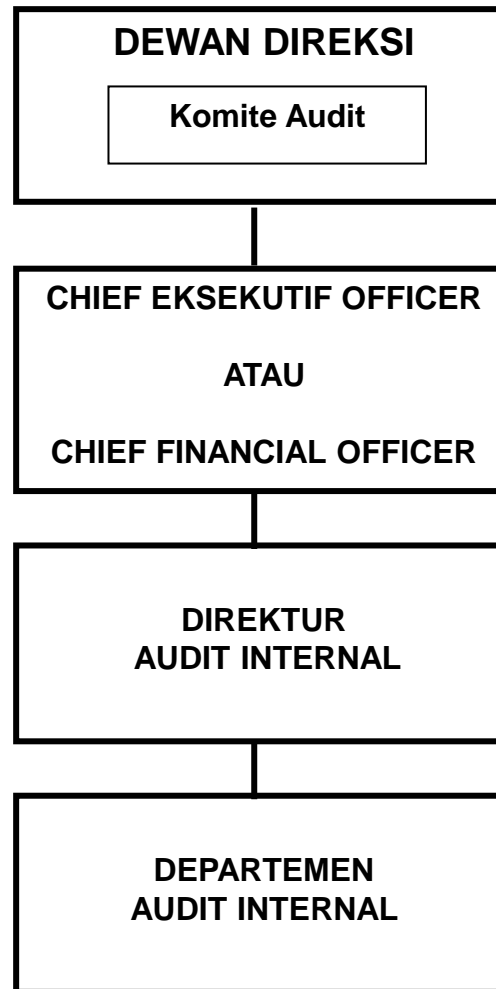 DEWAN DIREKSI
Komite Audit
CHIEF EKSEKUTIF OFFICER
ATAU
CHIEF FINANCIAL OFFICER
DIREKTUR
AUDIT INTERNAL
DEPARTEMEN
AUDIT INTERNAL